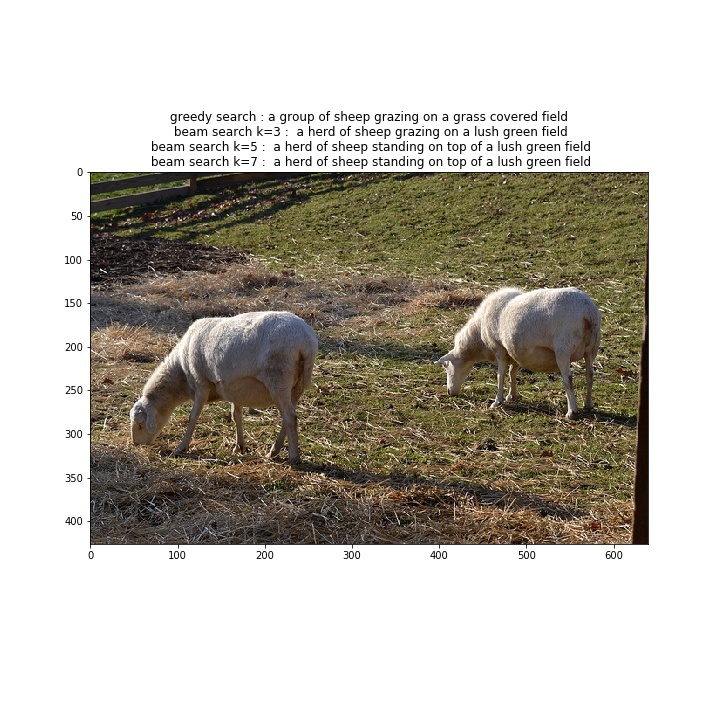 greedy search : a group of sheep grazing on a grass covered field
beam search k=3 :  a herd of sheep grazing on a lush green field
beam search k=5 :  a herd of sheep standing on top of a lush green field
beam search k=7 :  a herd of sheep standing on top of a lush green field
0
50
100
150
200
250
300
350
400
0 100 200 300 400 500 600